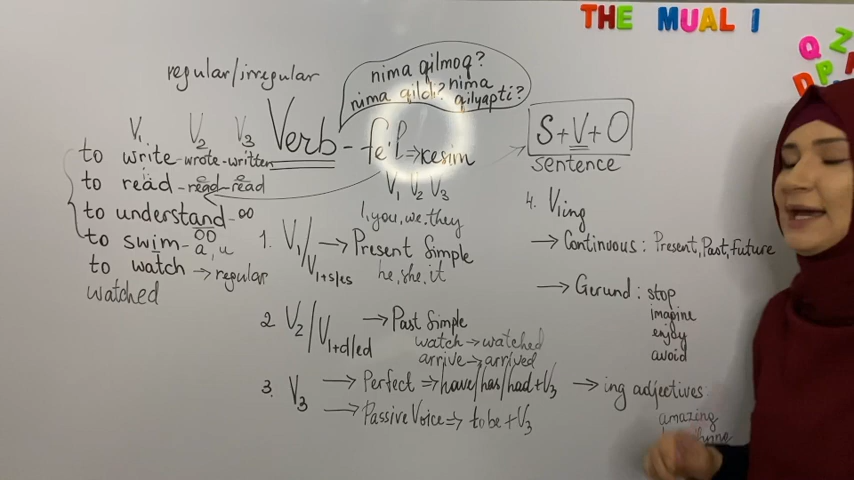 THE MUAL I
Q Z
D P
regular/irregular
nima qilmoq?
nima qildi? nima qilyapti?
Verb - fe'l => kesim
S+V+O
sentence
V1 V2 V3
to write - wrote - written
to read - read - read
to understand - oo
to swim - a, u
to watch → regular
watched
V1 V2 V3
I, you, we, they
1. V1/V1+s/es → Present Simple
he, she, it
2 V2/V1+d/ed → Past Simple
watch → watched
arrive → arrived
3. V3 → Perfect => have/has/had+V3
→ Passive Voice => to be + V3
4. Ving
→ Continuous: Present, Past, Future
→ Gerund: stop
imagine
enjoy
avoid
→ ing adjectives:
amazing